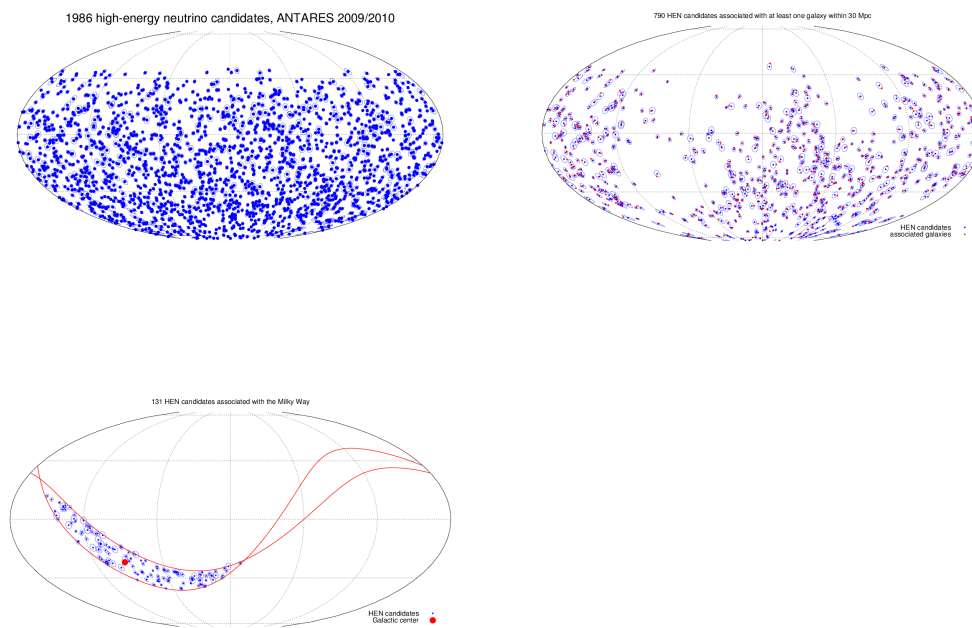 1986 high-energy neutrino candidates, ANTARES 2009/2010
790 HEN candidates associated with at least one galaxy within 30 Mpc
HEN candidates
associated galaxies
131 HEN candidates associated with the Milky Way
HEN candidates
Galactic center